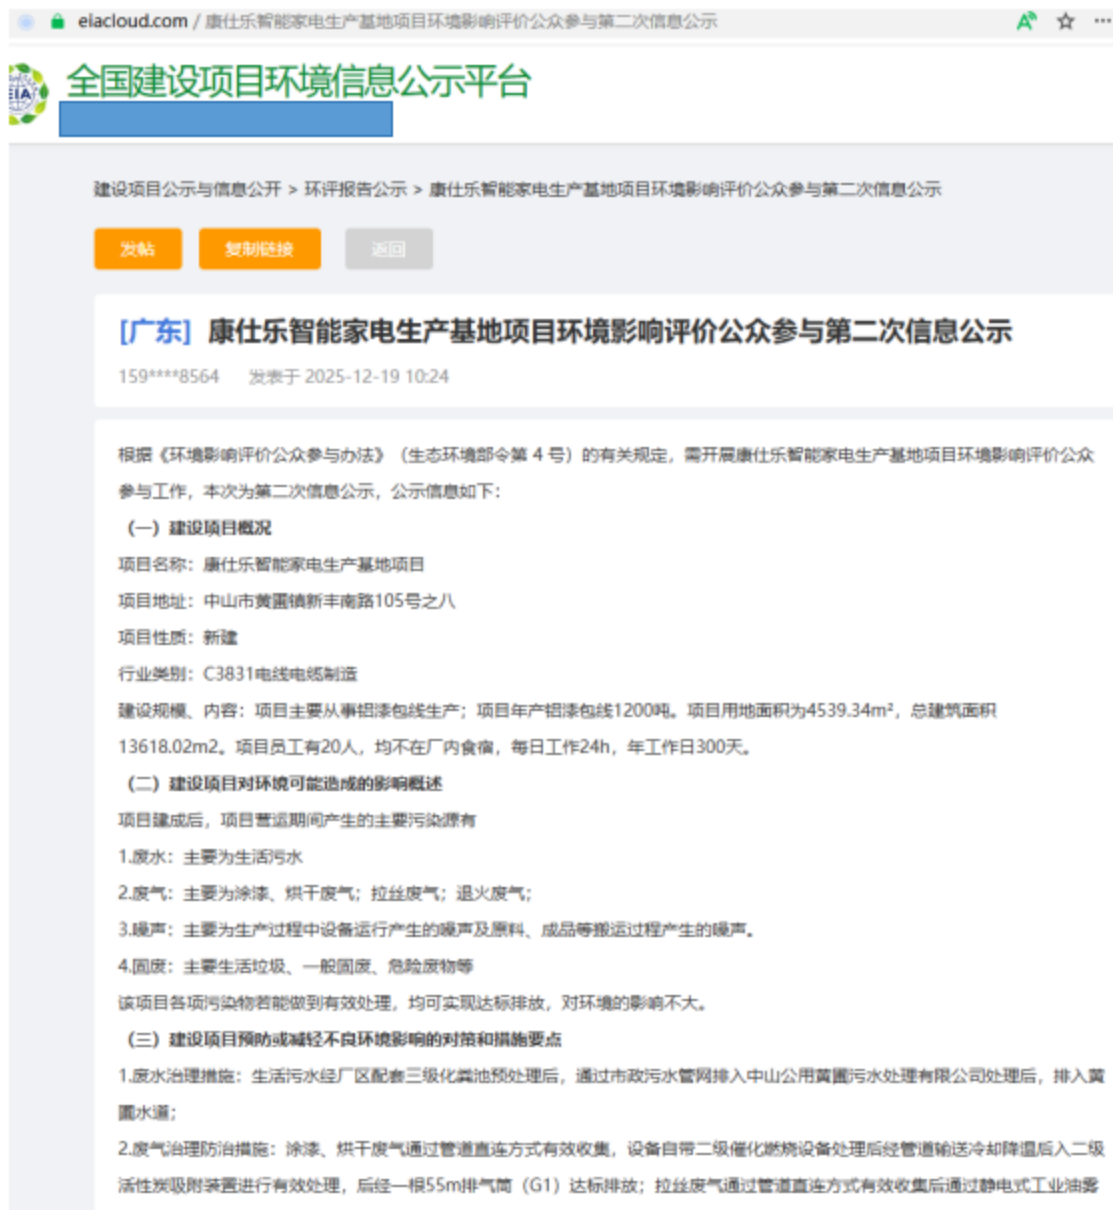 eiacloud.com / 康仕乐智能家电生产基地项目环境影响评价公众参与第二次信息公示
EIA
全国建设项目环境信息公示平台
建设项目公示与信息公开 > 环评报告公示 > 康仕乐智能家电生产基地项目环境影响评价公众参与第二次信息公示
发帖 复制链接 返回
[广东] 康仕乐智能家电生产基地项目环境影响评价公众参与第二次信息公示
159****8564 发表于 2025-12-19 10:24
根据《环境影响评价公众参与办法》（生态环境部令第 4 号）的有关规定，需开展康仕乐智能家电生产基地项目环境影响评价公众
参与工作，本次为第二次信息公示，公示信息如下：
（一）建设项目概况
项目名称：康仕乐智能家电生产基地项目
项目地址：中山市黄圃镇新丰南路105号之八
项目性质：新建
行业类别：C3831电线电缆制造
建设规模、内容：项目主要从事铝漆包线生产；项目年产铝漆包线1200吨。项目用地面积为4539.34m²，总建筑面积
13618.02m2。项目员工有20人，均不在厂内食宿，每日工作24h，年工作日300天。
（二）建设项目对环境可能造成的影响概述
项目建成后，项目营运期间产生的主要污染源有
1.废水：主要为生活污水
2.废气：主要为涂漆、烘干废气；拉丝废气；退火废气；
3.噪声：主要为生产过程中设备运行产生的噪声及原料、成品等搬运过程产生的噪声。
4.固废：主要生活垃圾、一般固废、危险废物等
该项目各项污染物若能做到有效处理，均可实现达标排放，对环境的影响不大。
（三）建设项目预防或减轻不良环境影响的对策和措施要点
1.废水治理措施：生活污水经厂区配套三级化粪池预处理后，通过市政污水管网排入中山公用黄圃污水处理有限公司处理后，排入黄
圃水道；
2.废气治理防治措施：涂漆、烘干废气通过管道直连方式有效收集，设备自带二级催化燃烧设备处理后经管道输送冷却降温后入二级
活性炭吸附装置进行有效处理，后经一根55m排气筒（G1）达标排放；拉丝废气通过管道直连方式有效收集后通过静电式工业油雾